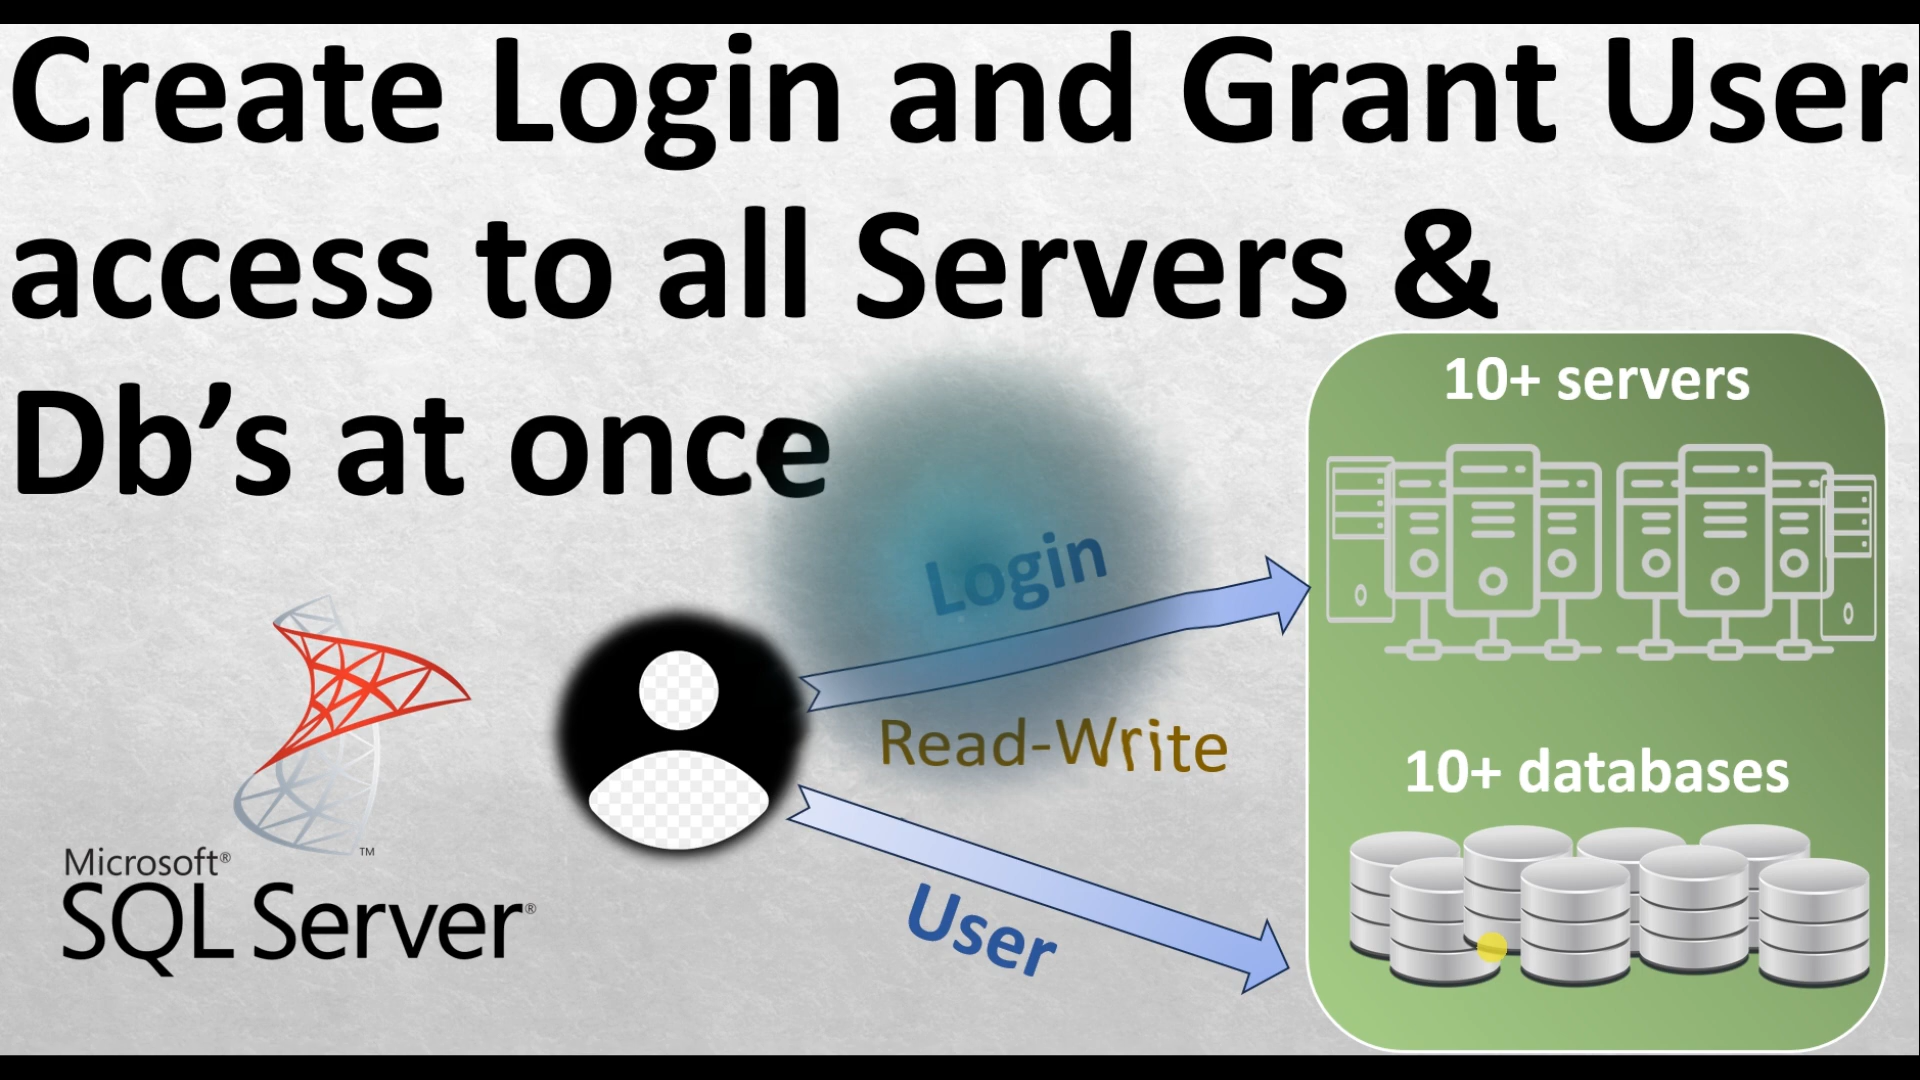 Create Login and Grant User
access to all Servers &
Db’s at once
10+ servers
Login
Read-Write
10+ databases
User
Microsoft®
SQL Server®
™